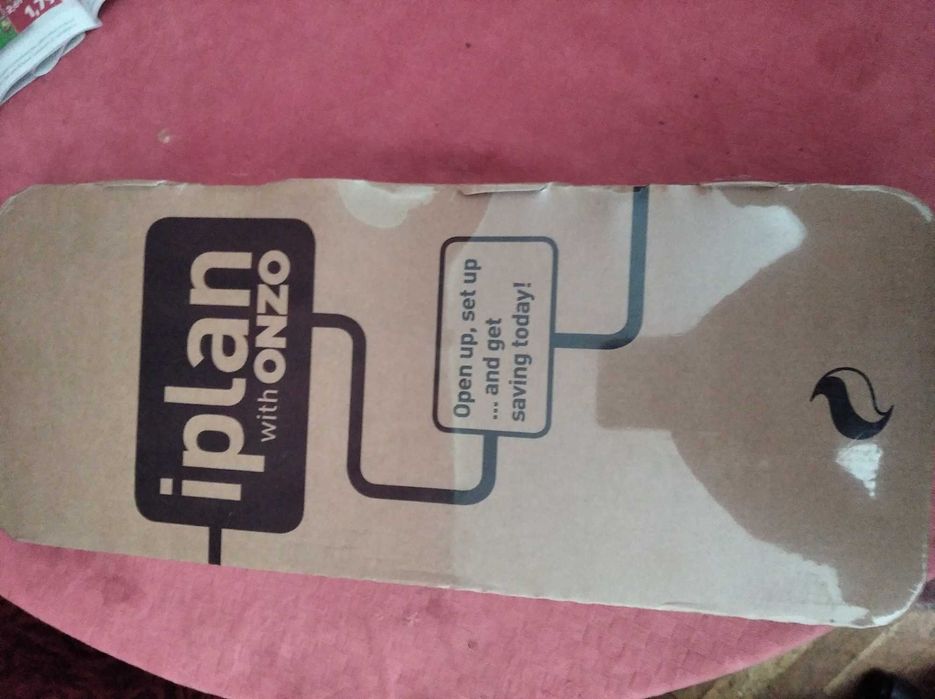 iplan
with ONZO
Open up, set up
... and get
saving today!